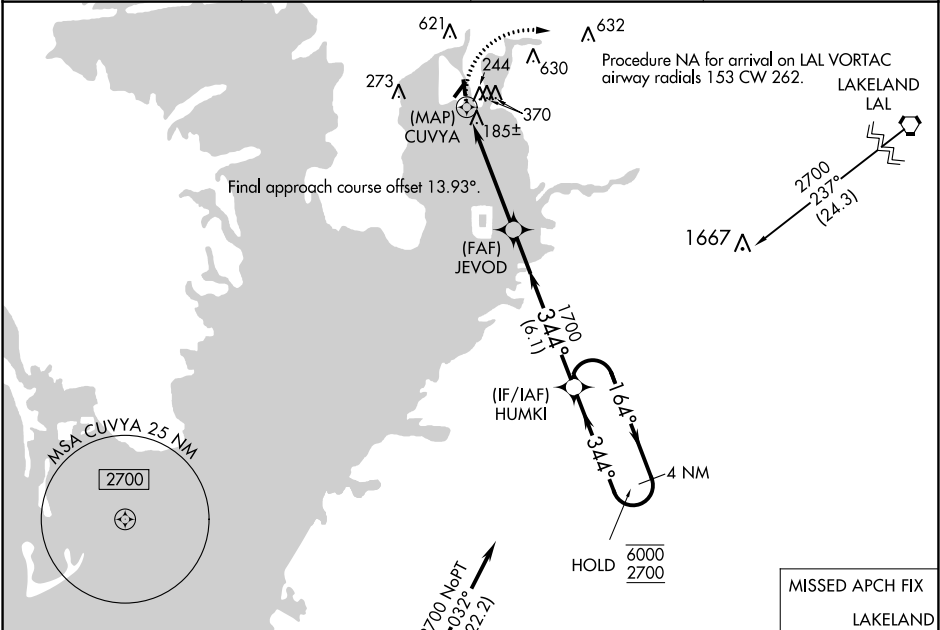 621
632
630
Procedure NA for arrival on LAL VORTAC
airway radials 153 CW 262.
LAKELAND
LAL
273
244
370
(MAP)
CUVYA
185±
2700
237°
(24.3)
Final approach course offset 13.93°.
1667
(FAF)
JEVOD
1700
344°
(6.1)
(IF/IAF)
HUMKI
164°
344°
4 NM
MSA CUVYA 25 NM
2700
HOLD
6000
2700
2700 NoPT
032°
22.2)
MISSED APCH FIX
LAKELAND